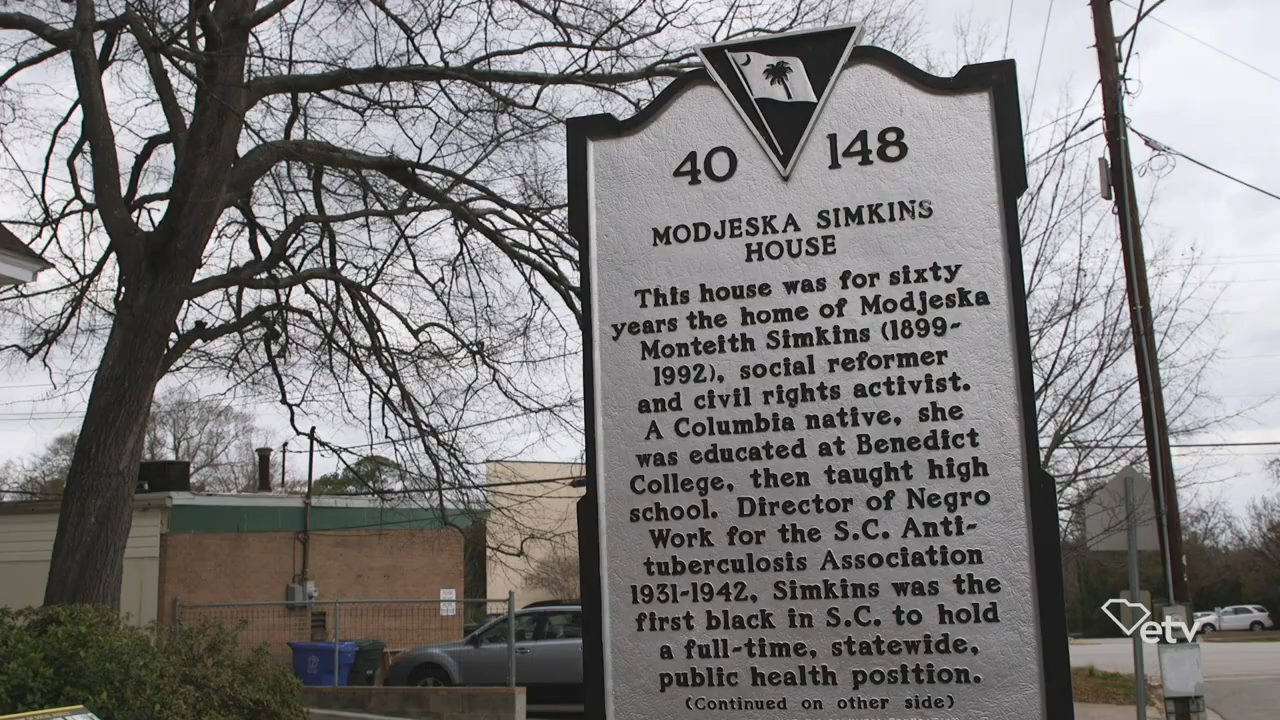 40 148
MODJESKA SIMKINS
HOUSE
This house was for sixty
years the home of Modjeska
Monteith Simkins (1899-
1992), social reformer
and civil rights activist.
A Columbia native, she
was educated at Benedict
College, then taught high
school. Director of Negro
Work for the S.C. Anti-
tuberculosis Association
1931-1942, Simkins was the
first black in S.C. to hold
a full-time, statewide,
public health position.
(Continued on other side)
etv